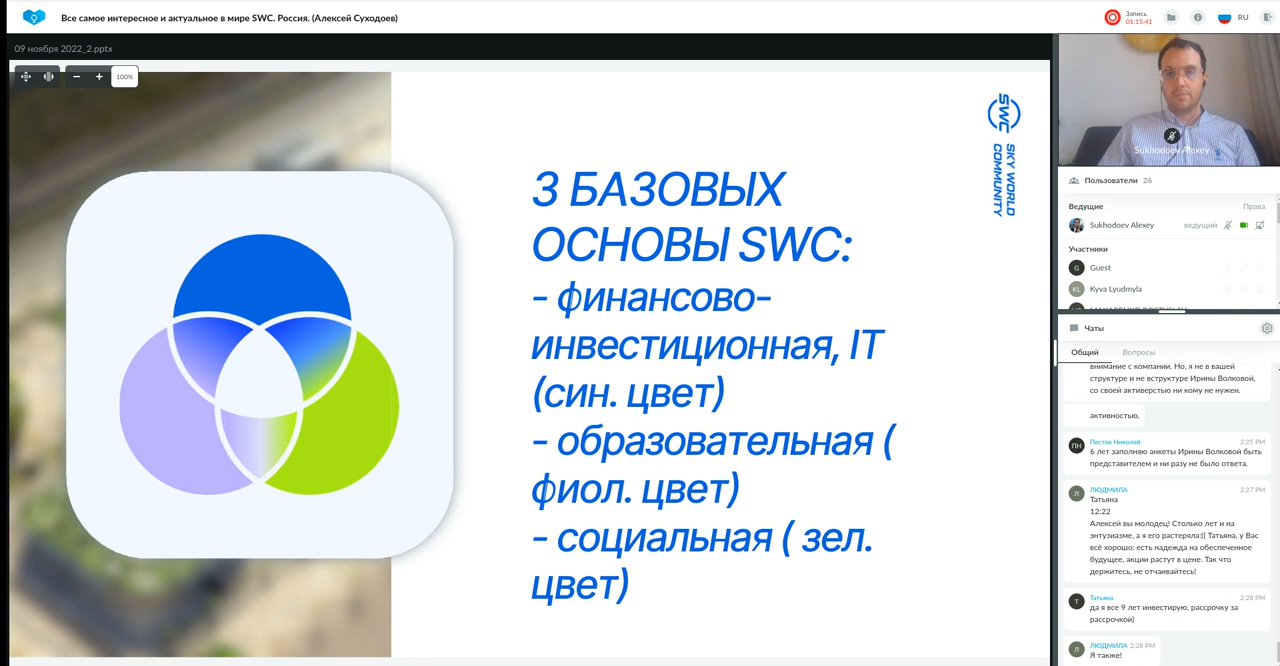 Все самое интересное и актуальное в мире SWC. Россия. (Алексей Суходоев)
Запись
01:15:41
RU
09 ноября 2022_2.pptx
100%
SWC
SKY WORLD
COMMUNITY
3 БАЗОВЫХ
ОСНОВЫ SWC:
- финансово-
инвестиционная, IT
(син. цвет)
- образовательная (
фиол. цвет)
- социальная ( зел.
цвет)
Sukhodoev Alexey
Пользователи 26
Ведущие Права
Sukhodoev Alexey ведущий
Участники
G Guest
KL Kyva Lyudmyla
Чаты
Общий Вопросы
внимание с компании. Но, я не в вашей
структуре и не вструктуре Ирины Волковой,
со своей активерстью ни кому не нужен.
активностью.
ПН Пестов Николай 2:25 PM
6 лет заполняю анкеты Ирины Волковой быть
представителем и ни разу не было ответа.
Л ЛЮДМИЛА 2:27 PM
Татьяна
12:22
Алексей вы молодец! Столько лет и на
энтузиазме, а я его растеряла:(( Татьяна, у Вас
всё хорошо: есть надежда на обеспеченное
будущее, акции растут в цене. Так что
держитесь, не отчаивайтесь!
Т Татьяна 2:28 PM
да я все 9 лет инвестирую, рассрочку за
рассрочкой)
Л ЛЮДМИЛА 2:28 PM
Я также!